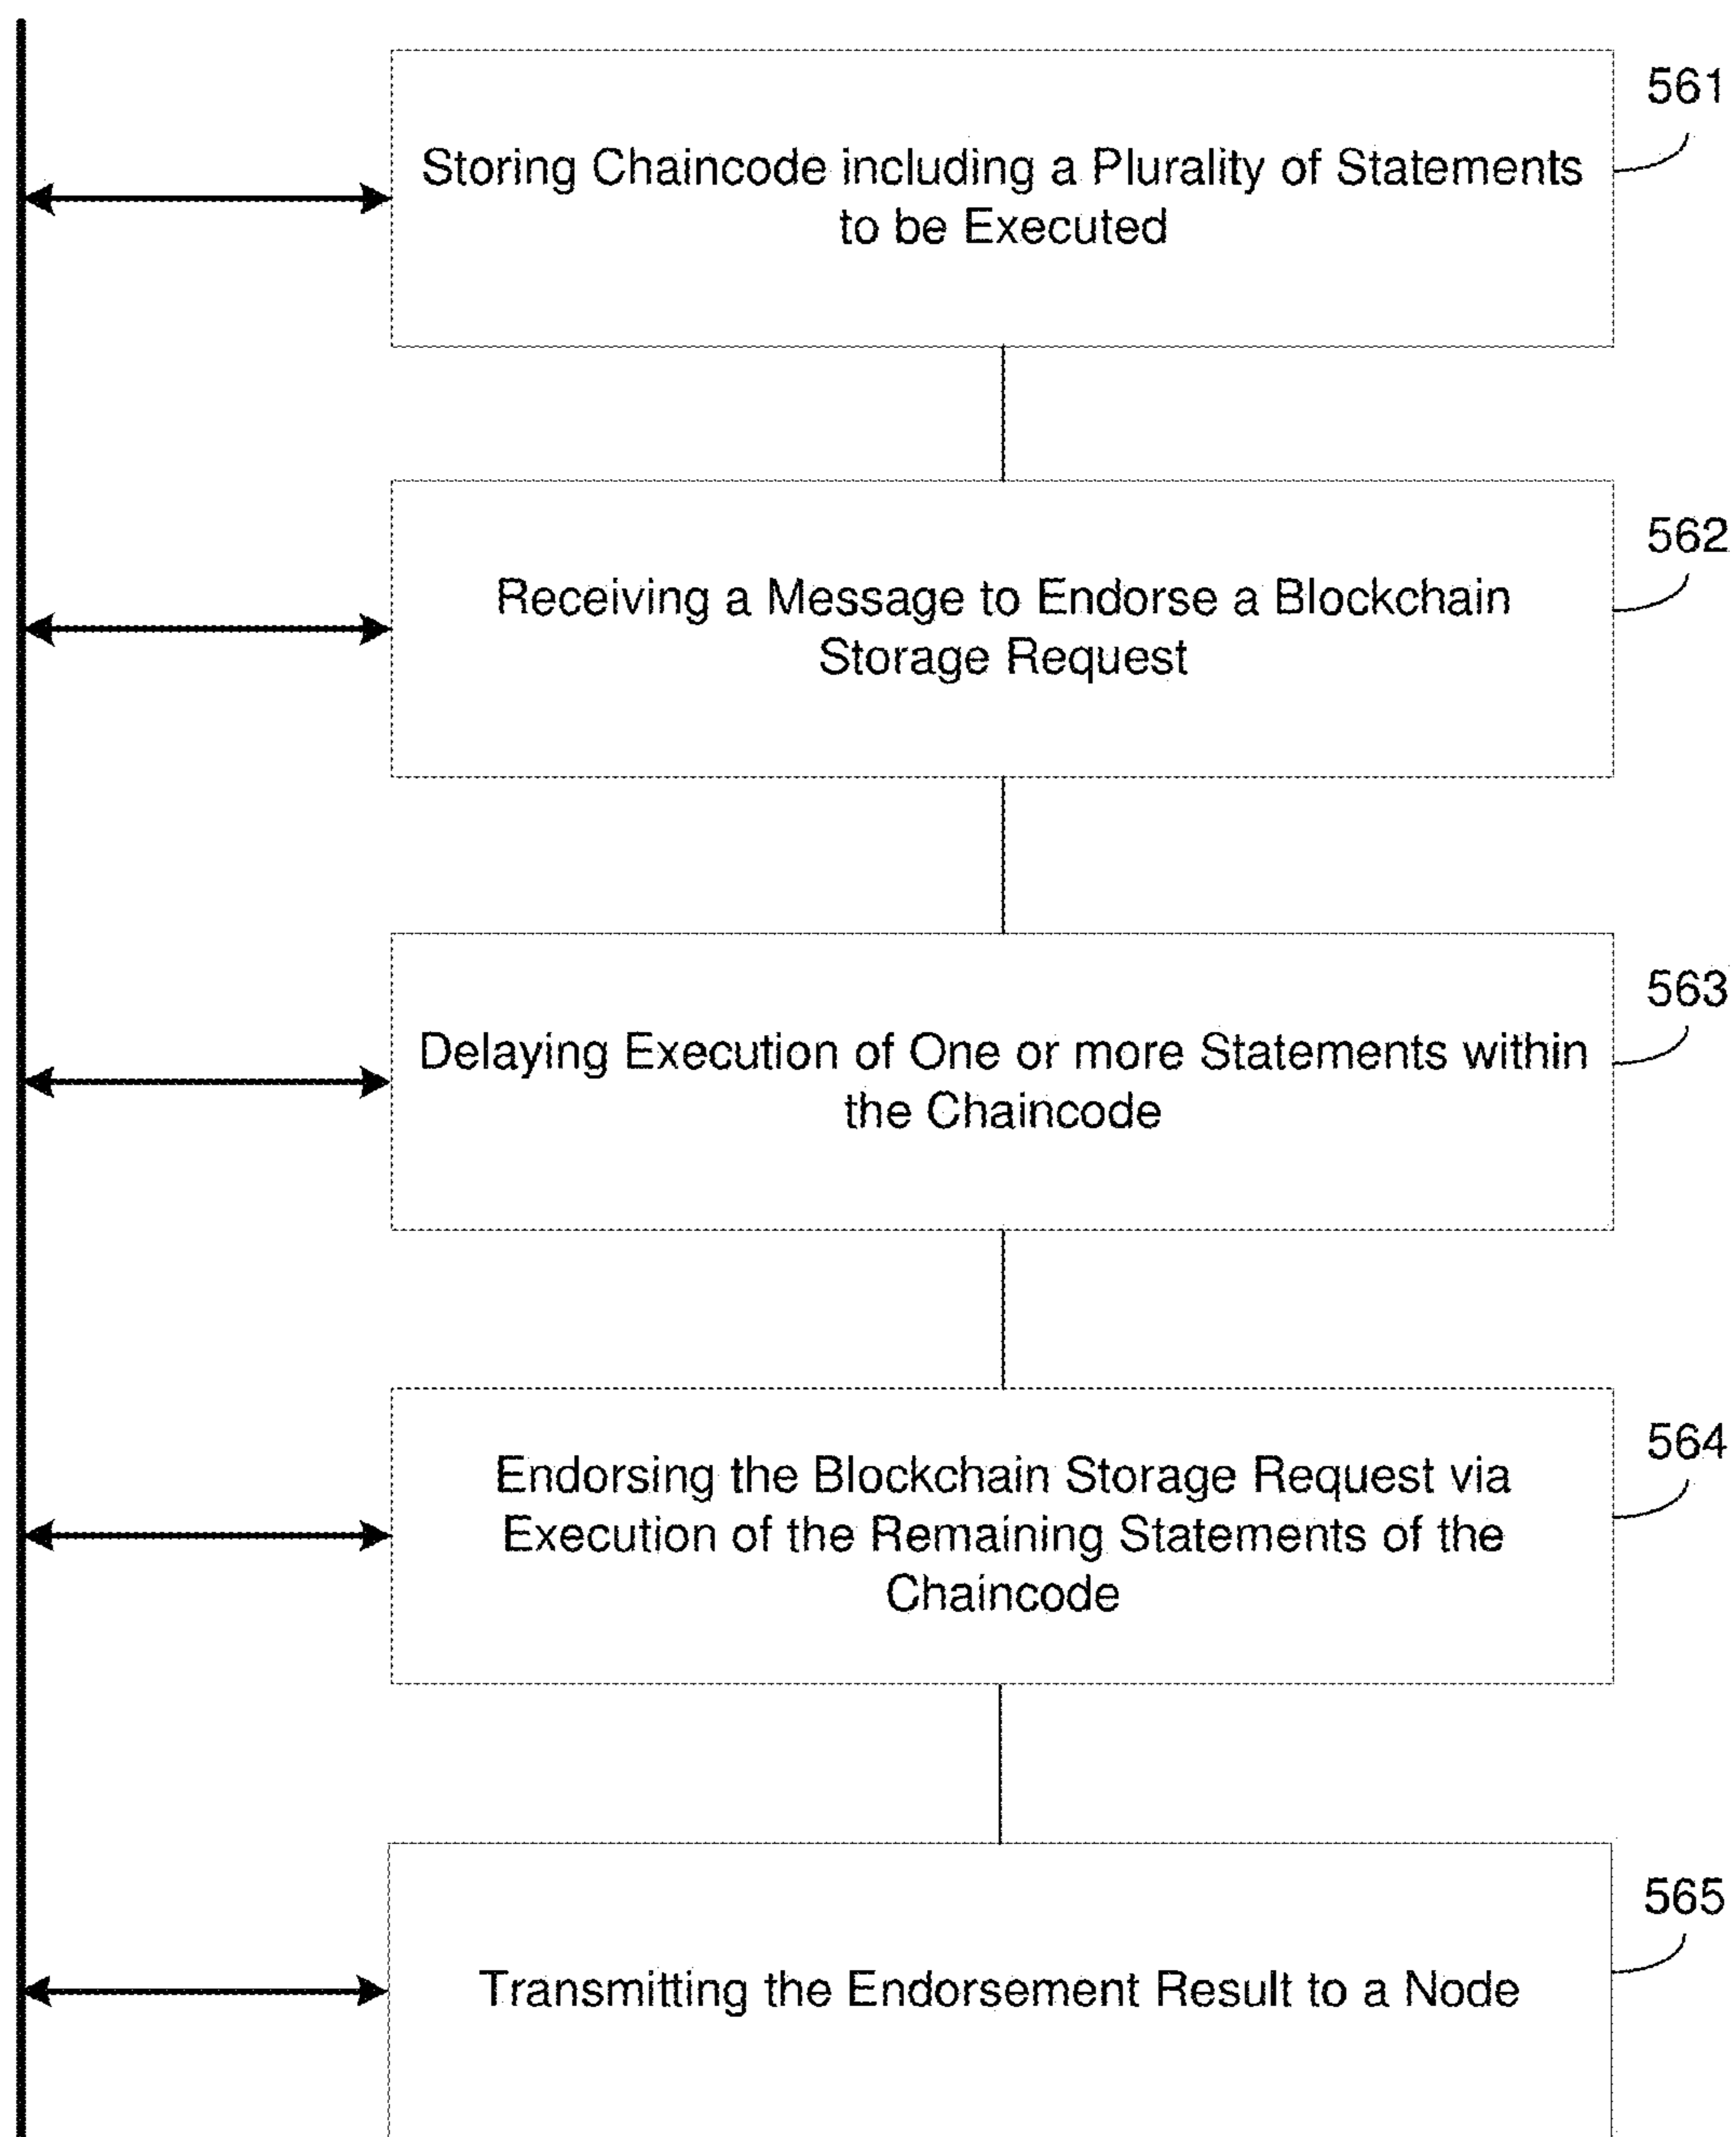 561
Storing Chaincode including a Plurality of Statements
to be Executed
562
Receiving a Message to Endorse a Blockchain
Storage Request
563
Delaying Execution of One or more Statements within
the Chaincode
564
Endorsing the Blockchain Storage Request via
Execution of the Remaining Statements of the
Chaincode
565
Transmitting the Endorsement Result to a Node